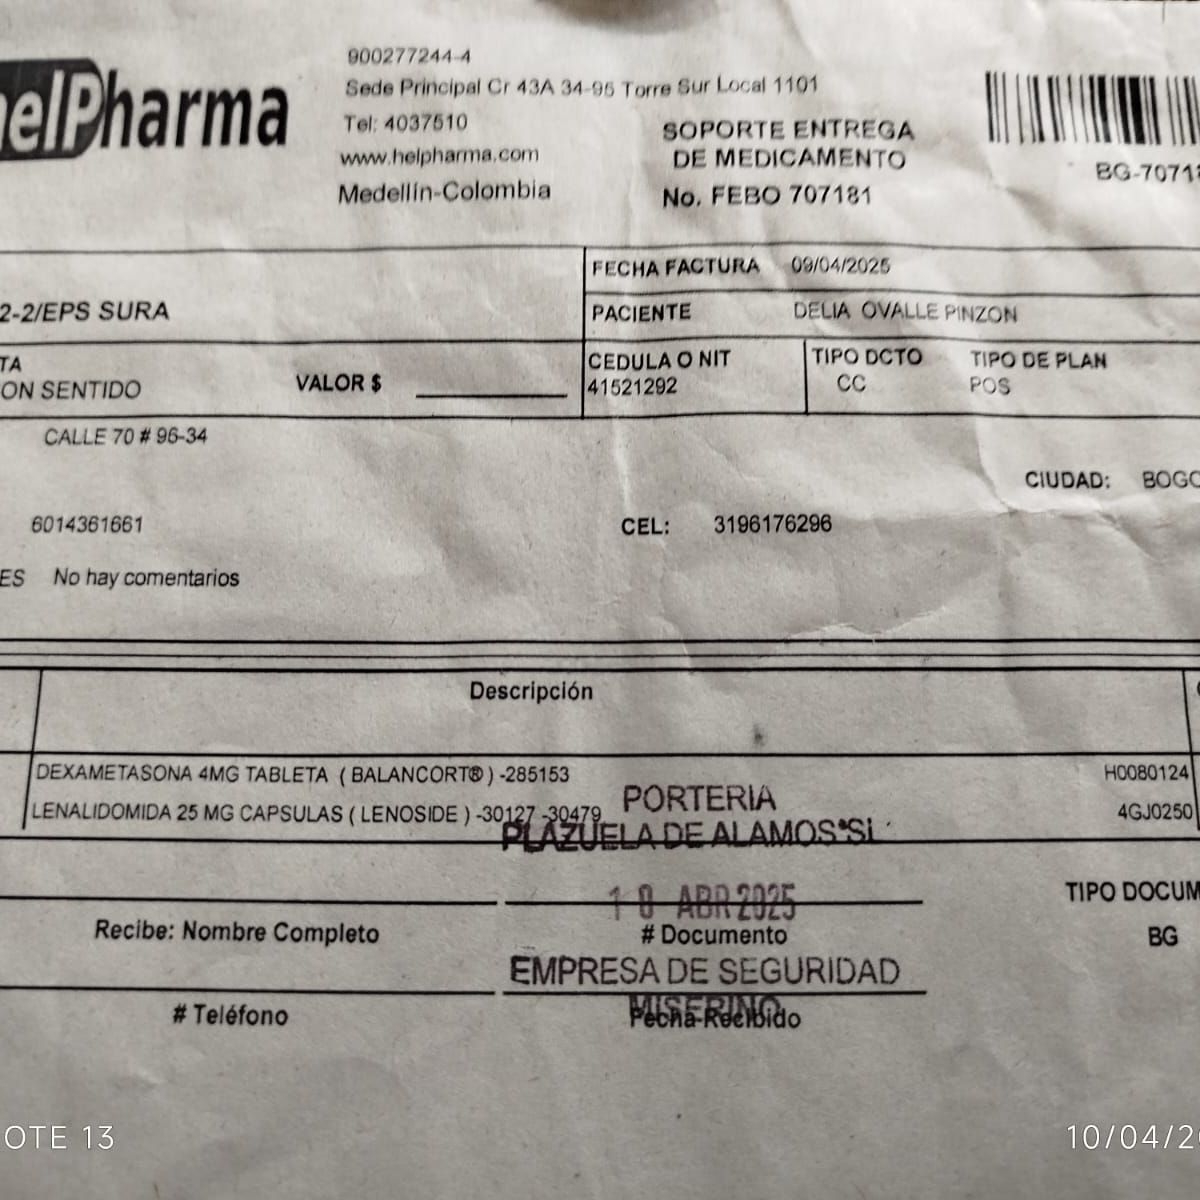 helPharma
900277244-4
Sede Principal Cr 43A 34-95 Torre Sur Local 1101
Tel: 4037510
www.helpharma.com
Medellín-Colombia
SOPORTE ENTREGA
DE MEDICAMENTO
No. FEBO 707181
BG-7071
FECHA FACTURA 09/04/2025
2-2/EPS SURA
PACIENTE DELIA OVALLE PINZON
TA
ON SENTIDO
VALOR $
CEDULA O NIT
41521292
TIPO DCTO
CC
TIPO DE PLAN
POS
CALLE 70 # 96-34
CIUDAD: BOGO
6014361661
CEL: 3196176296
ES No hay comentarios
Descripción
DEXAMETASONA 4MG TABLETA ( BALANCORT® ) -285153 H0080124
LENALIDOMIDA 25 MG CAPSULAS ( LENOSIDE ) -30127 -30479 4GJ0250
PORTERIA
PLAZUELA DE ALAMOS*SI
10 ABR 2025
TIPO DOCUM
BG
Recibe: Nombre Completo
# Documento
EMPRESA DE SEGURIDAD
MISERINO
# Teléfono
Fecha Recibido
OTE 13
10/04/20